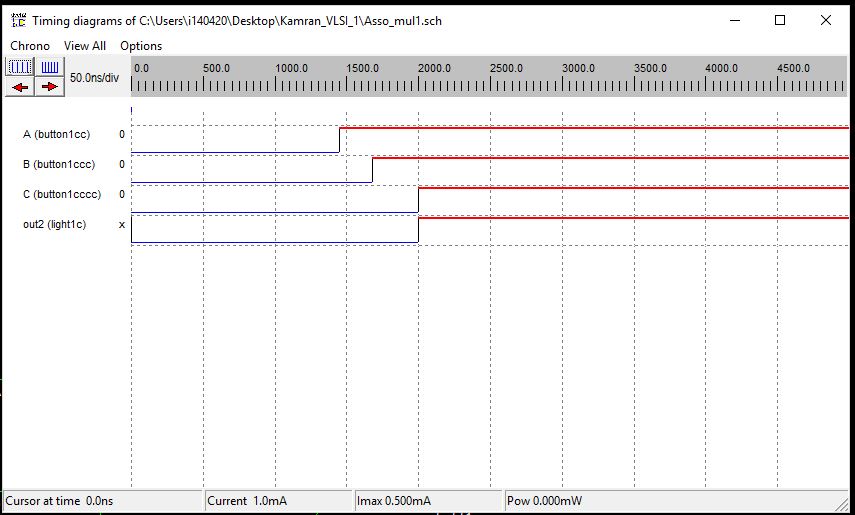 Timing diagrams of C:\Users\i140420\Desktop\Kamran_VLSI_1\Asso_mul1.sch
Chrono View All Options
50.0ns/div 0.0 500.0 1000.0 1500.0 2000.0 2500.0 3000.0 3500.0 4000.0 4500.0
A (button1cc) 0
B (button1ccc) 0
C (button1cccc) 0
out2 (light1c) x
Cursor at time 0.0ns Current 1.0mA Imax 0.500mA Pow 0.000mW